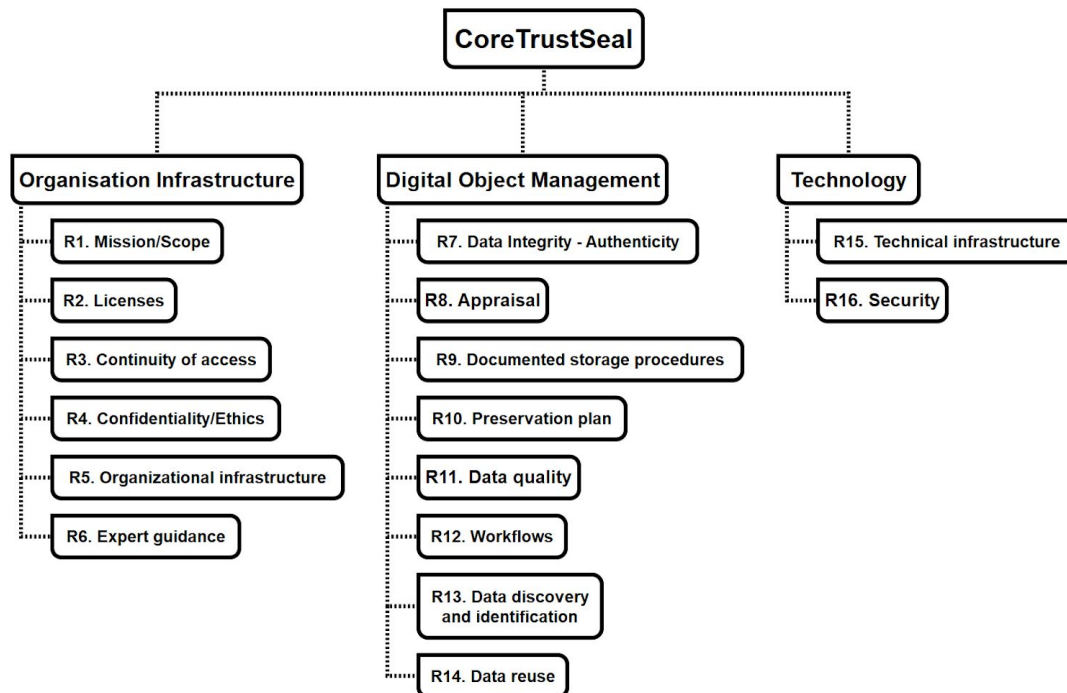 CoreTrustSeal
Organisation Infrastructure
R1. Mission/Scope
R2. Licenses
R3. Continuity of access
R4. Confidentiality/Ethics
R5. Organizational infrastructure
R6. Expert guidance
Digital Object Management
R7. Data Integrity - Authenticity
R8. Appraisal
R9. Documented storage procedures
R10. Preservation plan
R11. Data quality
R12. Workflows
R13. Data discovery
and identification
R14. Data reuse
Technology
R15. Technical infrastructure
R16. Security